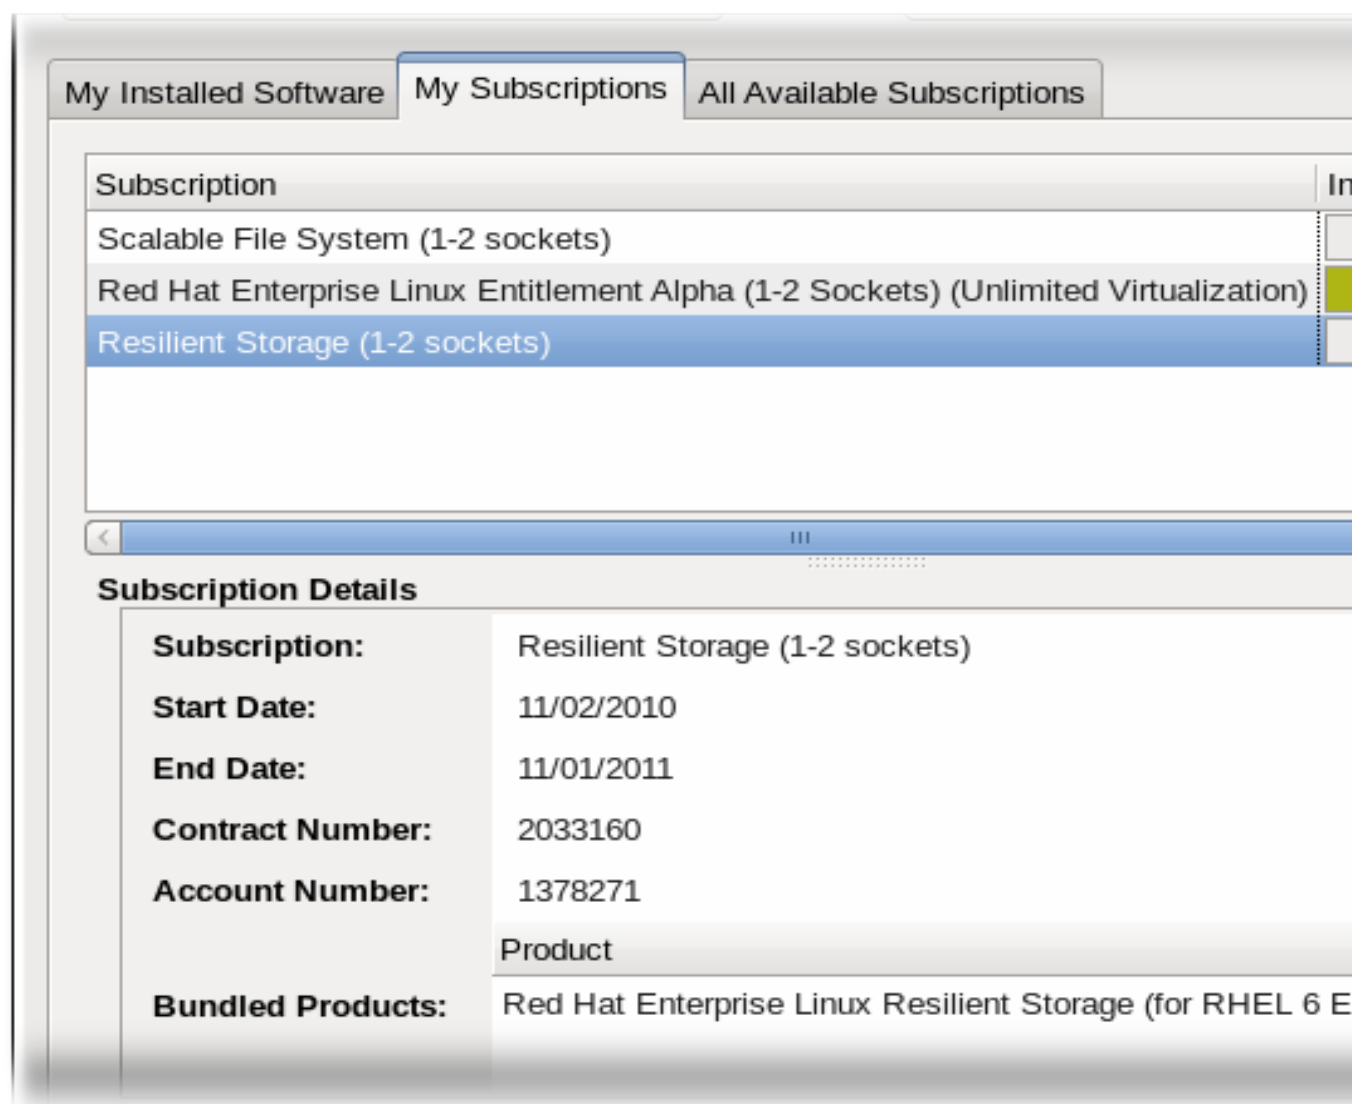 My Installed Software My Subscriptions All Available Subscriptions
Subscription In
Scalable File System (1-2 sockets)
Red Hat Enterprise Linux Entitlement Alpha (1-2 Sockets) (Unlimited Virtualization)
Resilient Storage (1-2 sockets)
Subscription Details
Subscription: Resilient Storage (1-2 sockets)
Start Date: 11/02/2010
End Date: 11/01/2011
Contract Number: 2033160
Account Number: 1378271
Product
Bundled Products: Red Hat Enterprise Linux Resilient Storage (for RHEL 6 E